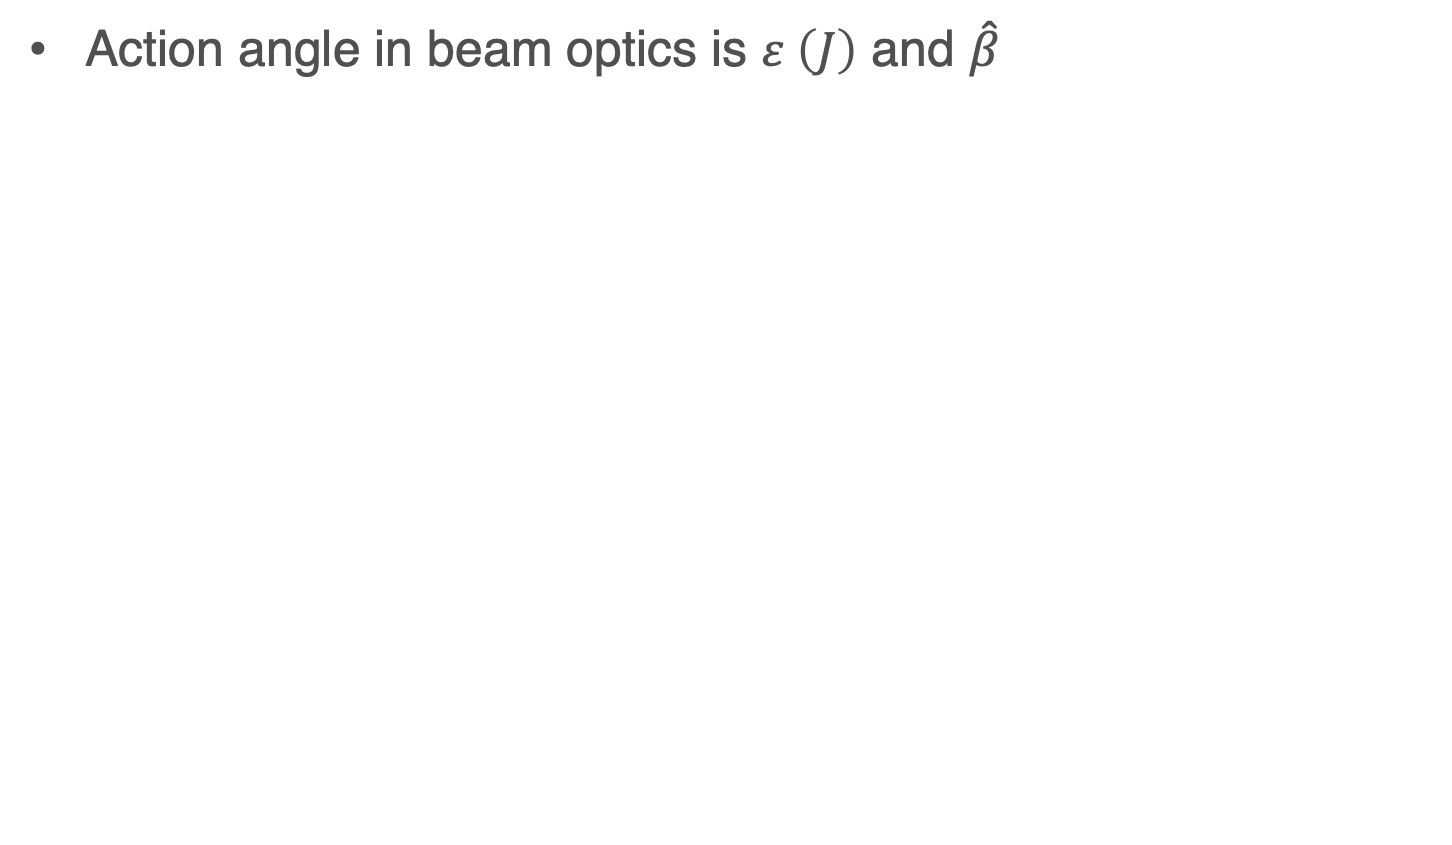 • Action angle in beam optics is ε (J) and β̂